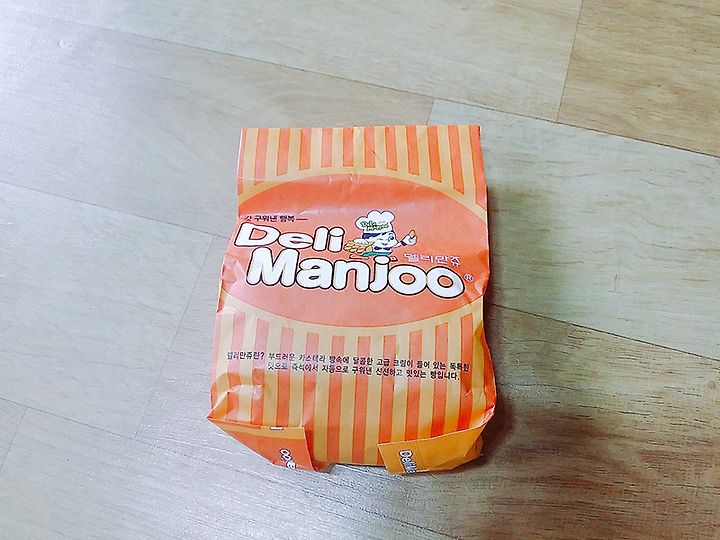 갓 구워낸 행복
Deli
델리만쥬
Manjoo®
델리만쥬란? 부드러운 카스테라 빵속에 달콤한 고급 크림이 들어 있는 독특한
맛으로 즉석에서 자동으로 구워낸 신선하고 맛있는 빵입니다.